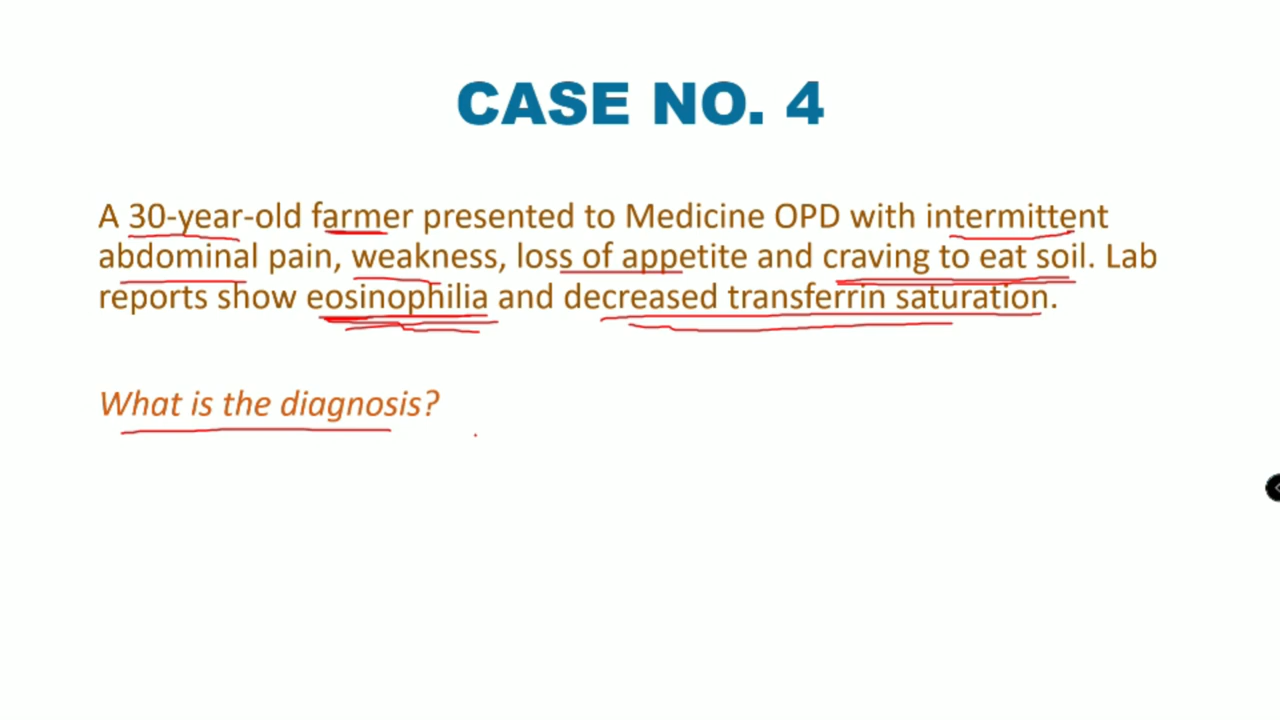 CASE NO. 4
A 30-year-old farmer presented to Medicine OPD with intermittent
abdominal pain, weakness, loss of appetite and craving to eat soil. Lab
reports show eosinophilia and decreased transferrin saturation.
What is the diagnosis?